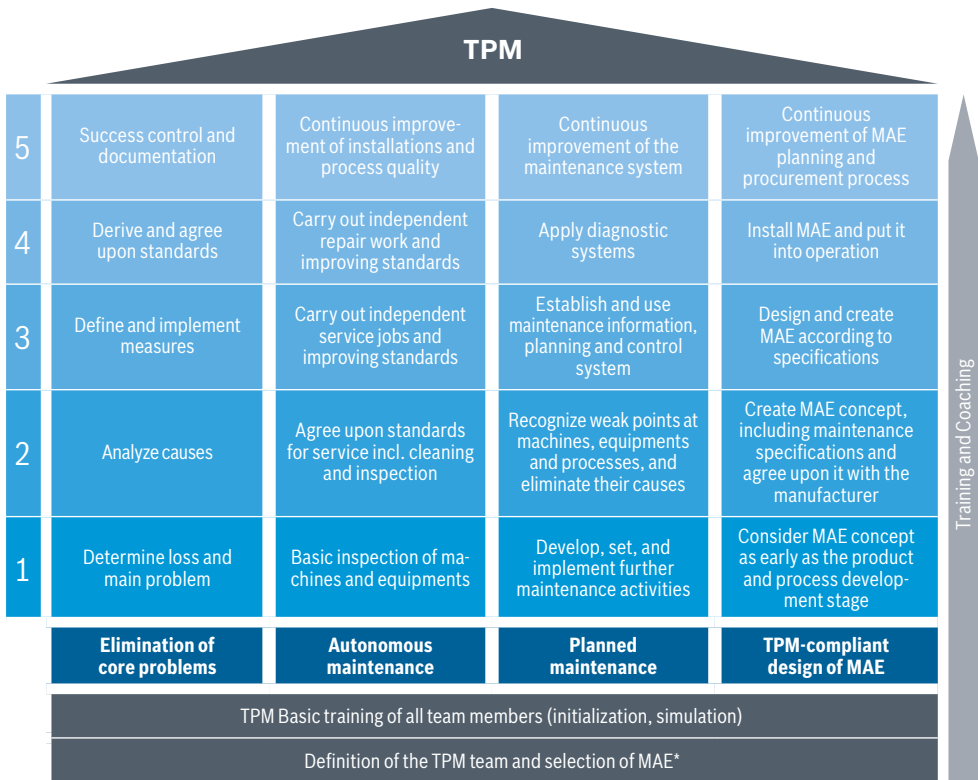 TPM
5
Success control and
documentation
Continuous improve-
ment of installations and
process quality
Continuous
improvement of the
maintenance system
Continuous
improvement of MAE
planning and
procurement process
4
Derive and agree
upon standards
Carry out independent
repair work and
improving standards
Apply diagnostic
systems
Install MAE and put it
into operation
3
Define and implement
measures
Carry out independent
service jobs and
improving standards
Establish and use
maintenance information,
planning and control
system
Design and create
MAE according to
specifications
2
Analyze causes
Agree upon standards
for service incl. cleaning
and inspection
Recognize weak points at
machines, equipments
and processes, and
eliminate their causes
Create MAE concept,
including maintenance
specifications and
agree upon it with the
manufacturer
1
Determine loss and
main problem
Basic inspection of ma-
chines and equipments
Develop, set, and
implement further
maintenance activities
Consider MAE concept
as early as the product
and process develop-
ment stage
Elimination of
core problems
Autonomous
maintenance
Planned
maintenance
TPM-compliant
design of MAE
TPM Basic training of all team members (initialization, simulation)
Definition of the TPM team and selection of MAE*
Training and Coaching